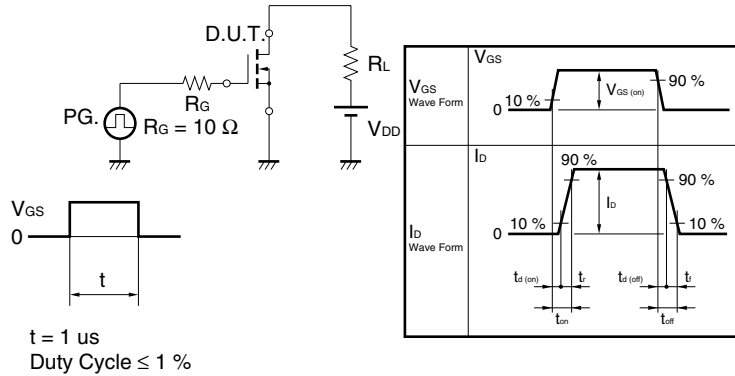 D.U.T.
RL
RG
PG.
RG = 10 Ω
VDD
VGS
0
t
t = 1 us
Duty Cycle ≤ 1 %
VGS
Wave Form
VGS
10 %
VGS (on)
90 %
0
ID
Wave Form
ID
90 %
90 %
10 %
ID
10 %
0
td (on)
tr
td (off)
tf
ton
toff